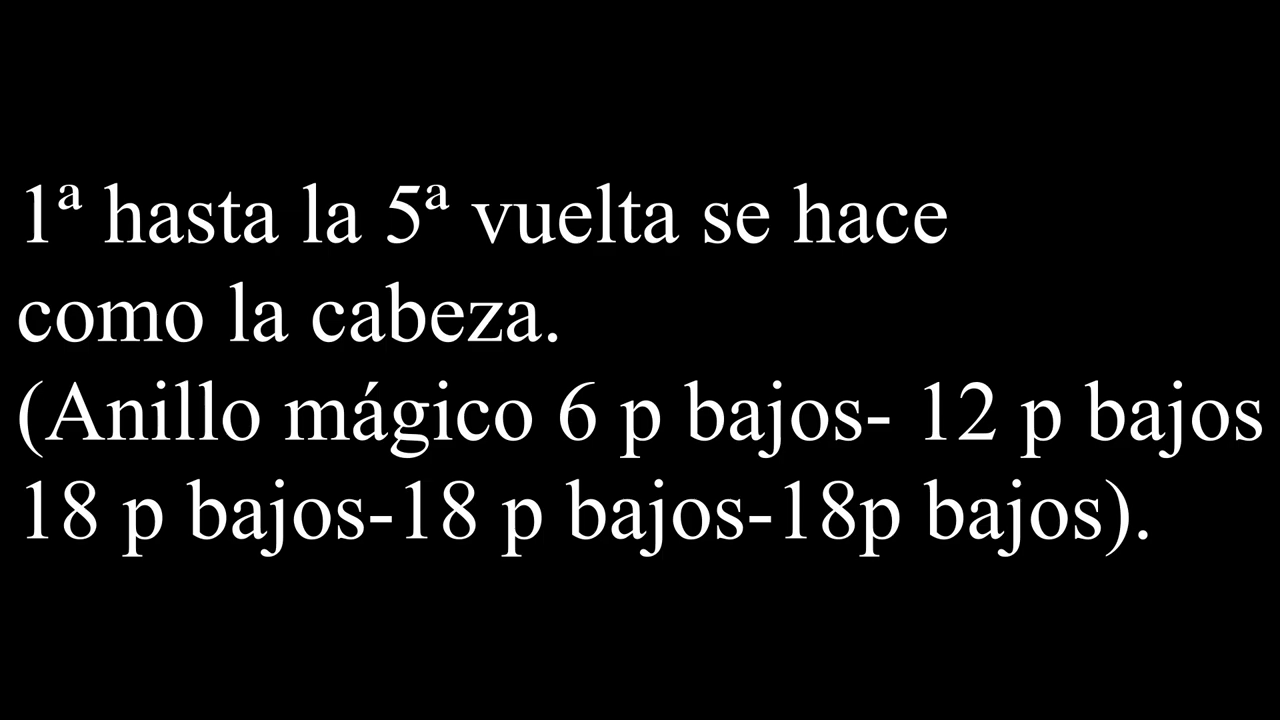 1ª hasta la 5ª vuelta se hace
como la cabeza.
(Anillo mágico 6 p bajos- 12 p bajos
18 p bajos-18 p bajos-18p bajos).